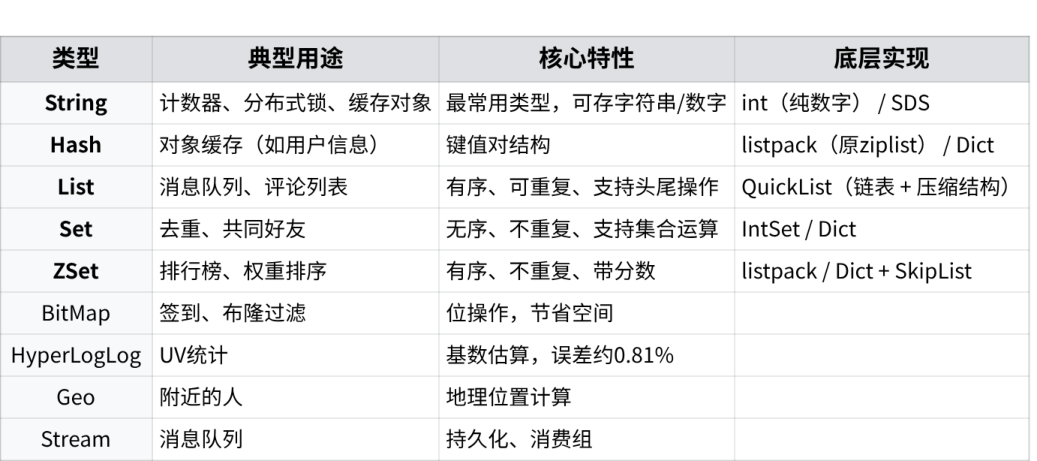 类型 典型用途 核心特性 底层实现
String 计数器、分布式锁、缓存对象 最常用类型，可存字符串/数字 int（纯数字） / SDS
Hash 对象缓存（如用户信息） 键值对结构 listpack（原ziplist） / Dict
List 消息队列、评论列表 有序、可重复、支持头尾操作 QuickList（链表 + 压缩结构）
Set 去重、共同好友 无序、不重复、支持集合运算 IntSet / Dict
ZSet 排行榜、权重排序 有序、不重复、带分数 listpack / Dict + SkipList
BitMap 签到、布隆过滤 位操作，节省空间
HyperLogLog UV统计 基数估算，误差约0.81%
Geo 附近的人 地理位置计算
Stream 消息队列 持久化、消费组